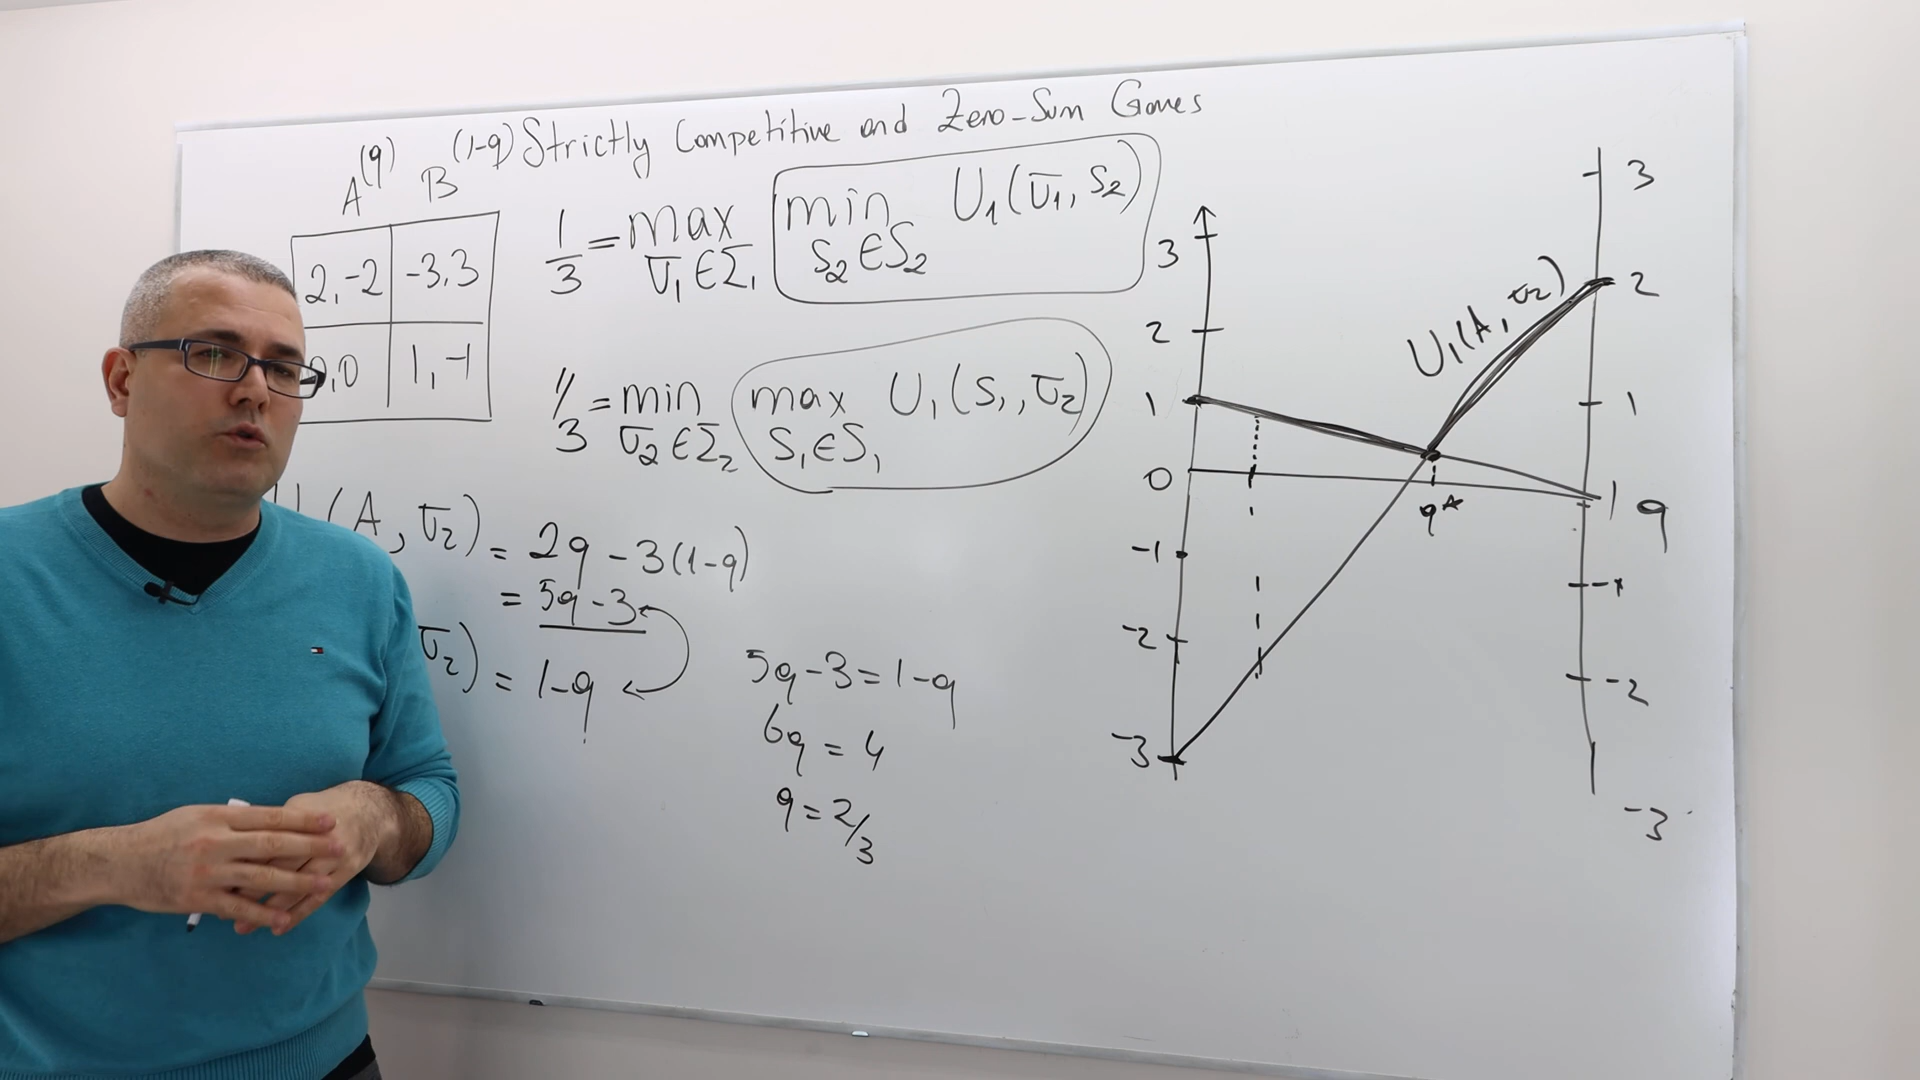 Strictly Competitive and Zero-Sum Games
A (q) B (1-q)
2, -2 -3, 3
0, 0 1, -1
1/3 = max σ1 ∈ Σ1 min s2 ∈ S2 U1(σ1, s2)
1/3 = min σ2 ∈ Σ2 max s1 ∈ S1 U1(s1, σ2)
(A, σ2) = 2q - 3(1-q)
= 5q - 3
σ2) = 1-q
5q - 3 = 1 - q
6q = 4
q = 2/3
3
2
1
0
-1
-2
-3
U1(A, σ2)
q*
3
2
1
1 q
-1
-2
-3